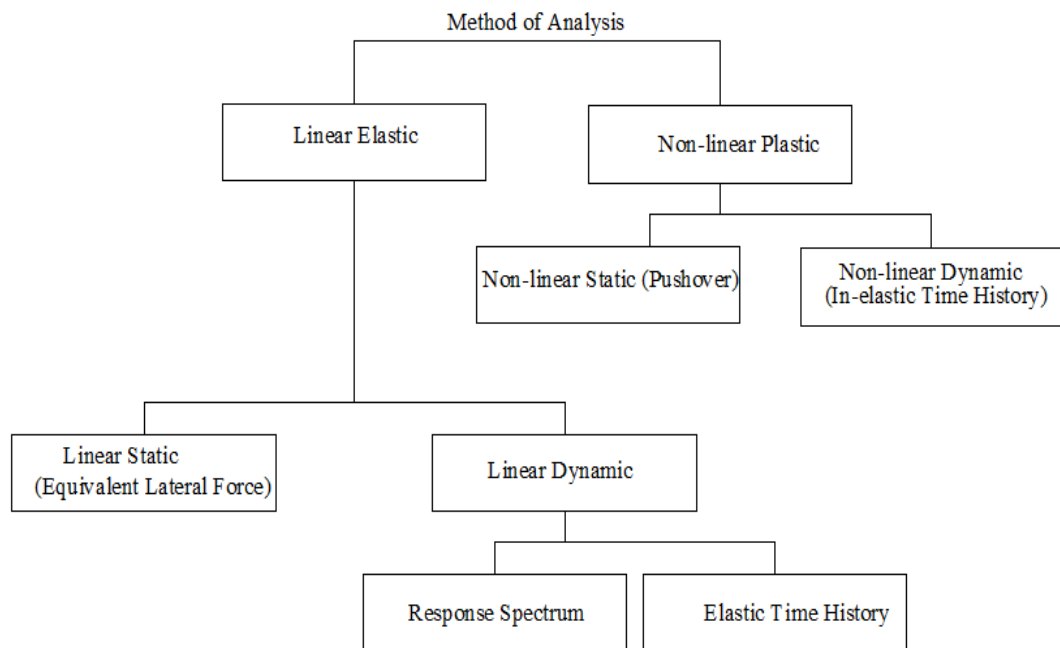 Method of Analysis
Linear Elastic
Non-linear Plastic
Non-linear Static (Pushover)
Non-linear Dynamic
(In-elastic Time History)
Linear Static
(Equivalent Lateral Force)
Linear Dynamic
Response Spectrum
Elastic Time History